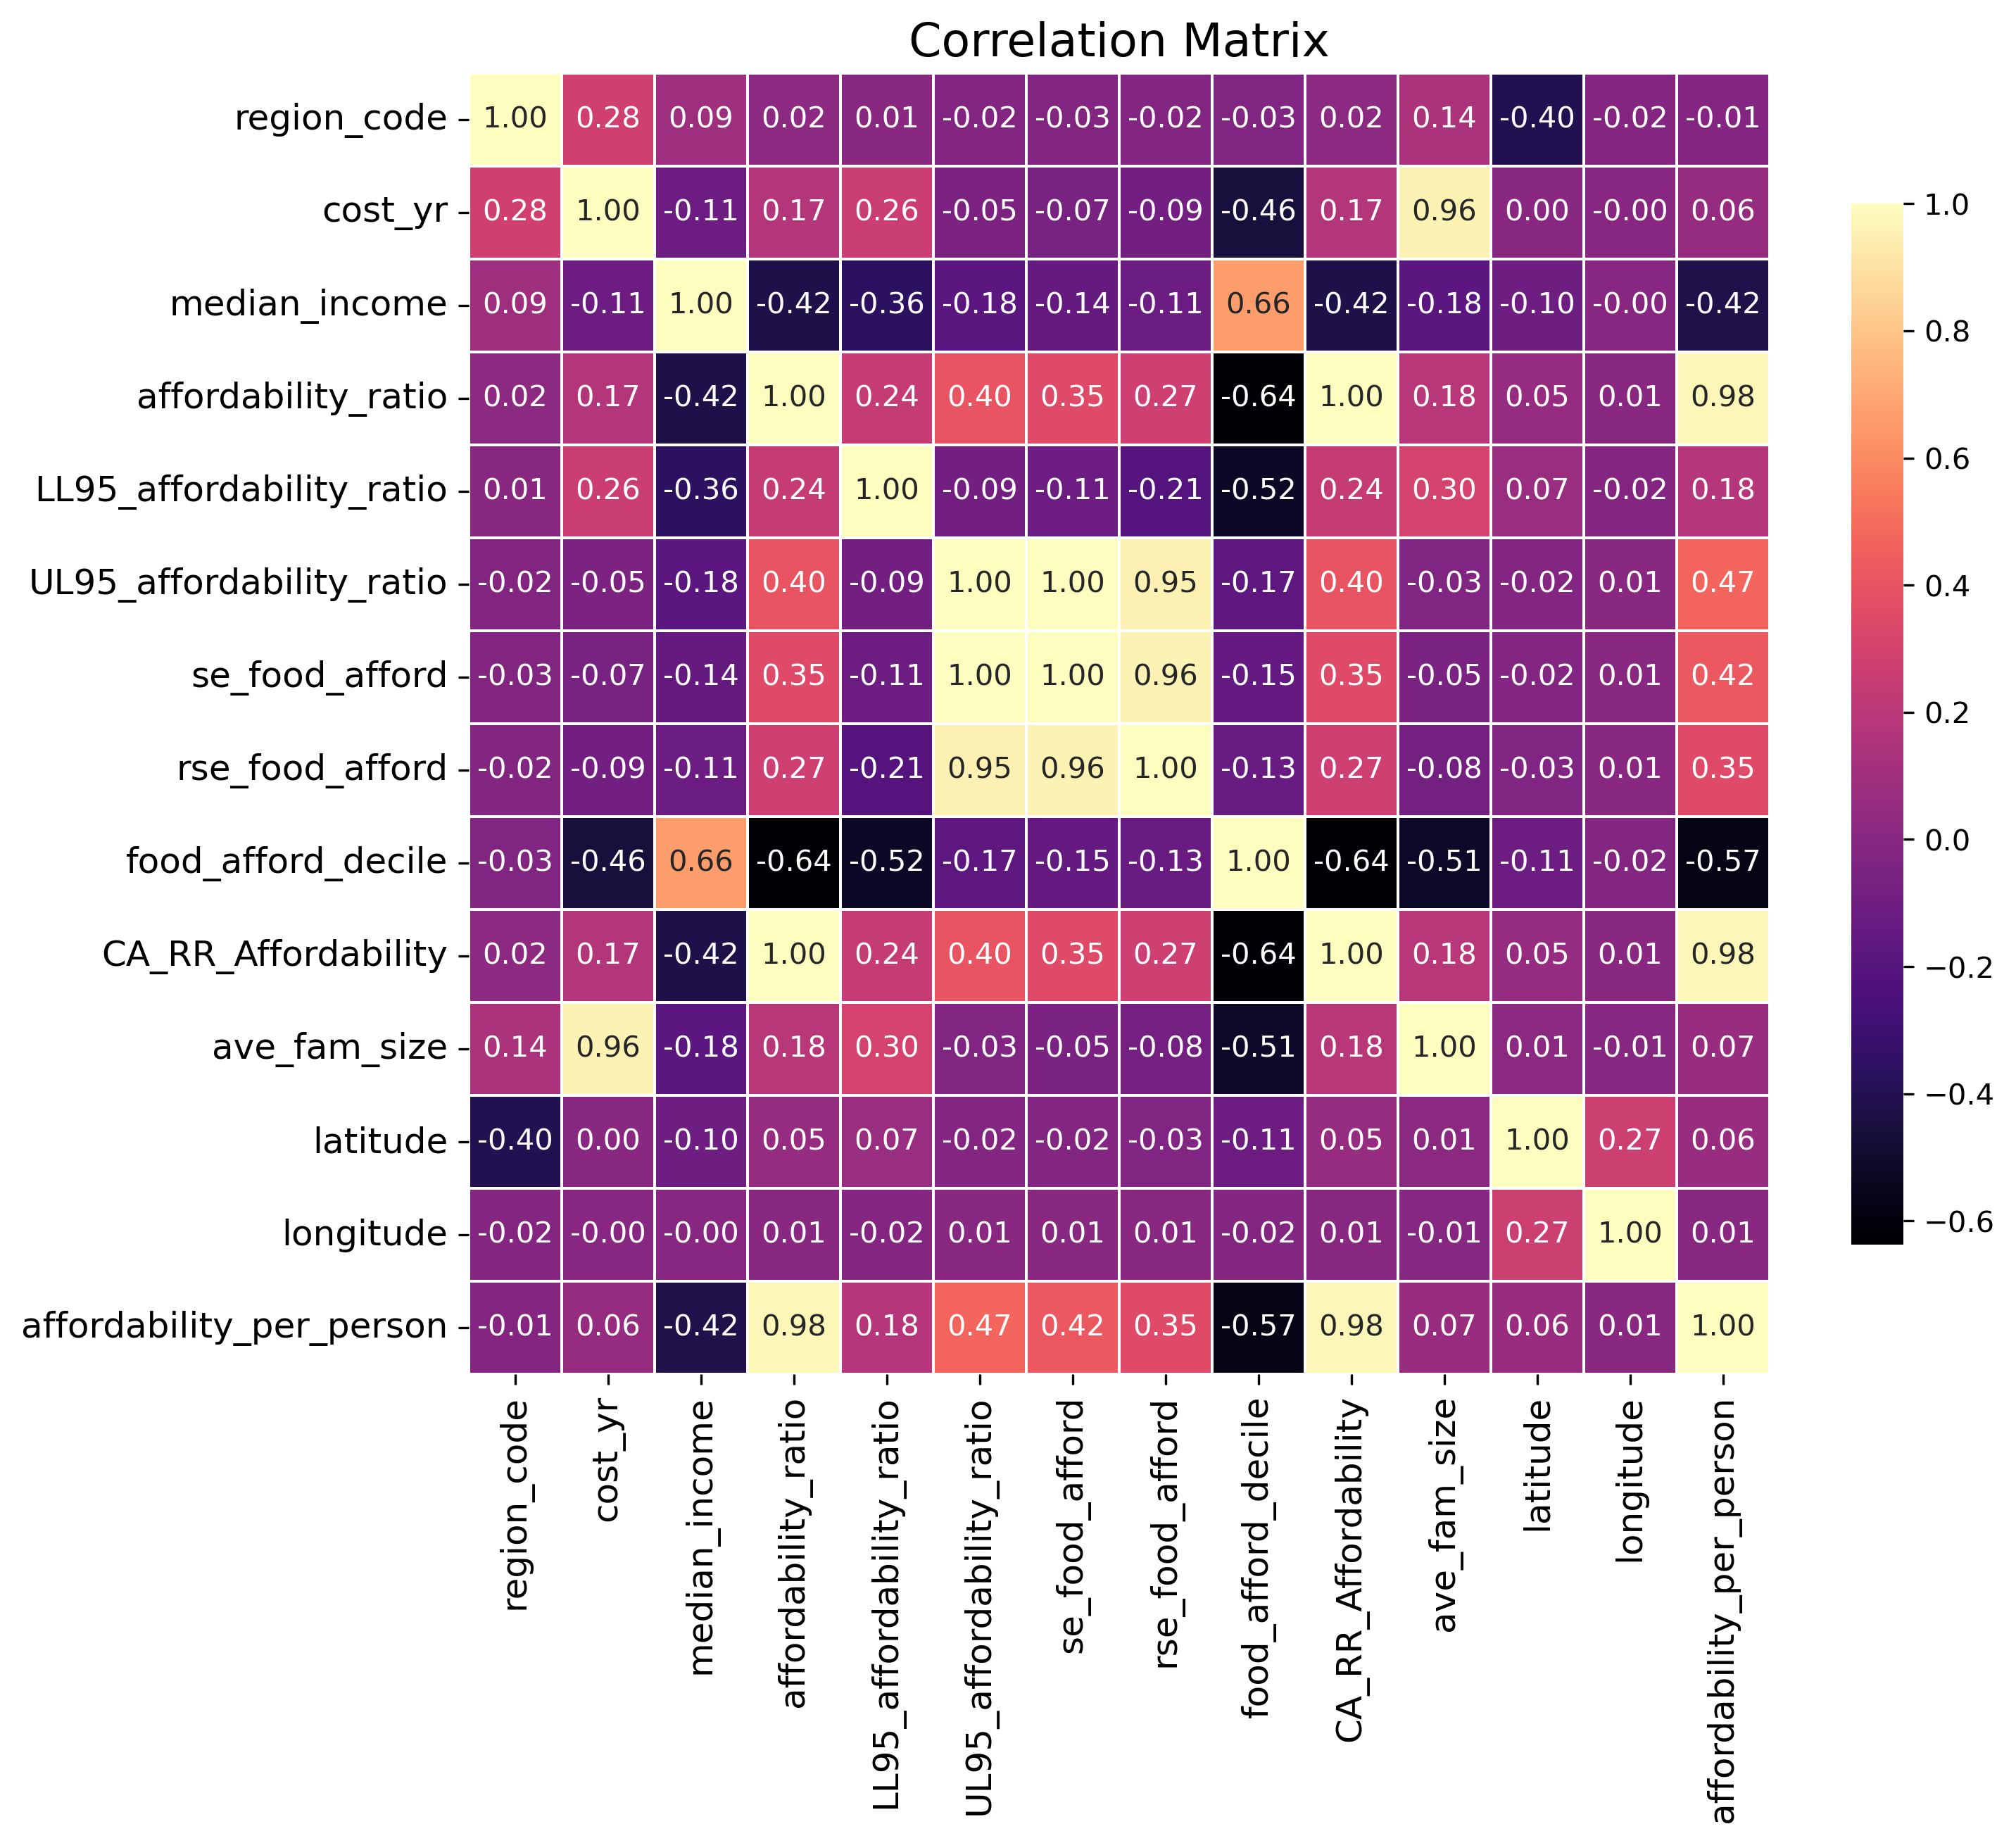 Correlation Matrix
region_code 1.00 0.28 0.09 0.02 0.01 -0.02 -0.03 -0.02 -0.03 0.02 0.14 -0.40 -0.02 -0.01
cost_yr 0.28 1.00 -0.11 0.17 0.26 -0.05 -0.07 -0.09 -0.46 0.17 0.96 0.00 -0.00 0.06
median_income 0.09 -0.11 1.00 -0.42 -0.36 -0.18 -0.14 -0.11 0.66 -0.42 -0.18 -0.10 -0.00 -0.42
affordability_ratio 0.02 0.17 -0.42 1.00 0.24 0.40 0.35 0.27 -0.64 1.00 0.18 0.05 0.01 0.98
LL95_affordability_ratio 0.01 0.26 -0.36 0.24 1.00 -0.09 -0.11 -0.21 -0.52 0.24 0.30 0.07 -0.02 0.18
UL95_affordability_ratio -0.02 -0.05 -0.18 0.40 -0.09 1.00 1.00 0.95 -0.17 0.40 -0.03 -0.02 0.01 0.47
se_food_afford -0.03 -0.07 -0.14 0.35 -0.11 1.00 1.00 0.96 -0.15 0.35 -0.05 -0.02 0.01 0.42
rse_food_afford -0.02 -0.09 -0.11 0.27 -0.21 0.95 0.96 1.00 -0.13 0.27 -0.08 -0.03 0.01 0.35
food_afford_decile -0.03 -0.46 0.66 -0.64 -0.52 -0.17 -0.15 -0.13 1.00 -0.64 -0.51 -0.11 -0.02 -0.57
CA_RR_Affordability 0.02 0.17 -0.42 1.00 0.24 0.40 0.35 0.27 -0.64 1.00 0.18 0.05 0.01 0.98
ave_fam_size 0.14 0.96 -0.18 0.18 0.30 -0.03 -0.05 -0.08 -0.51 0.18 1.00 0.01 -0.01 0.07
latitude -0.40 0.00 -0.10 0.05 0.07 -0.02 -0.02 -0.03 -0.11 0.05 0.01 1.00 0.27 0.06
longitude -0.02 -0.00 -0.00 0.01 -0.02 0.01 0.01 0.01 -0.02 0.01 -0.01 0.27 1.00 0.01
affordability_per_person -0.01 0.06 -0.42 0.98 0.18 0.47 0.42 0.35 -0.57 0.98 0.07 0.06 0.01 1.00
region_code
cost_yr
median_income
affordability_ratio
LL95_affordability_ratio
UL95_affordability_ratio
se_food_afford
rse_food_afford
food_afford_decile
CA_RR_Affordability
ave_fam_size
latitude
longitude
affordability_per_person
1.0
0.8
0.6
0.4
0.2
0.0
−0.2
−0.4
−0.6